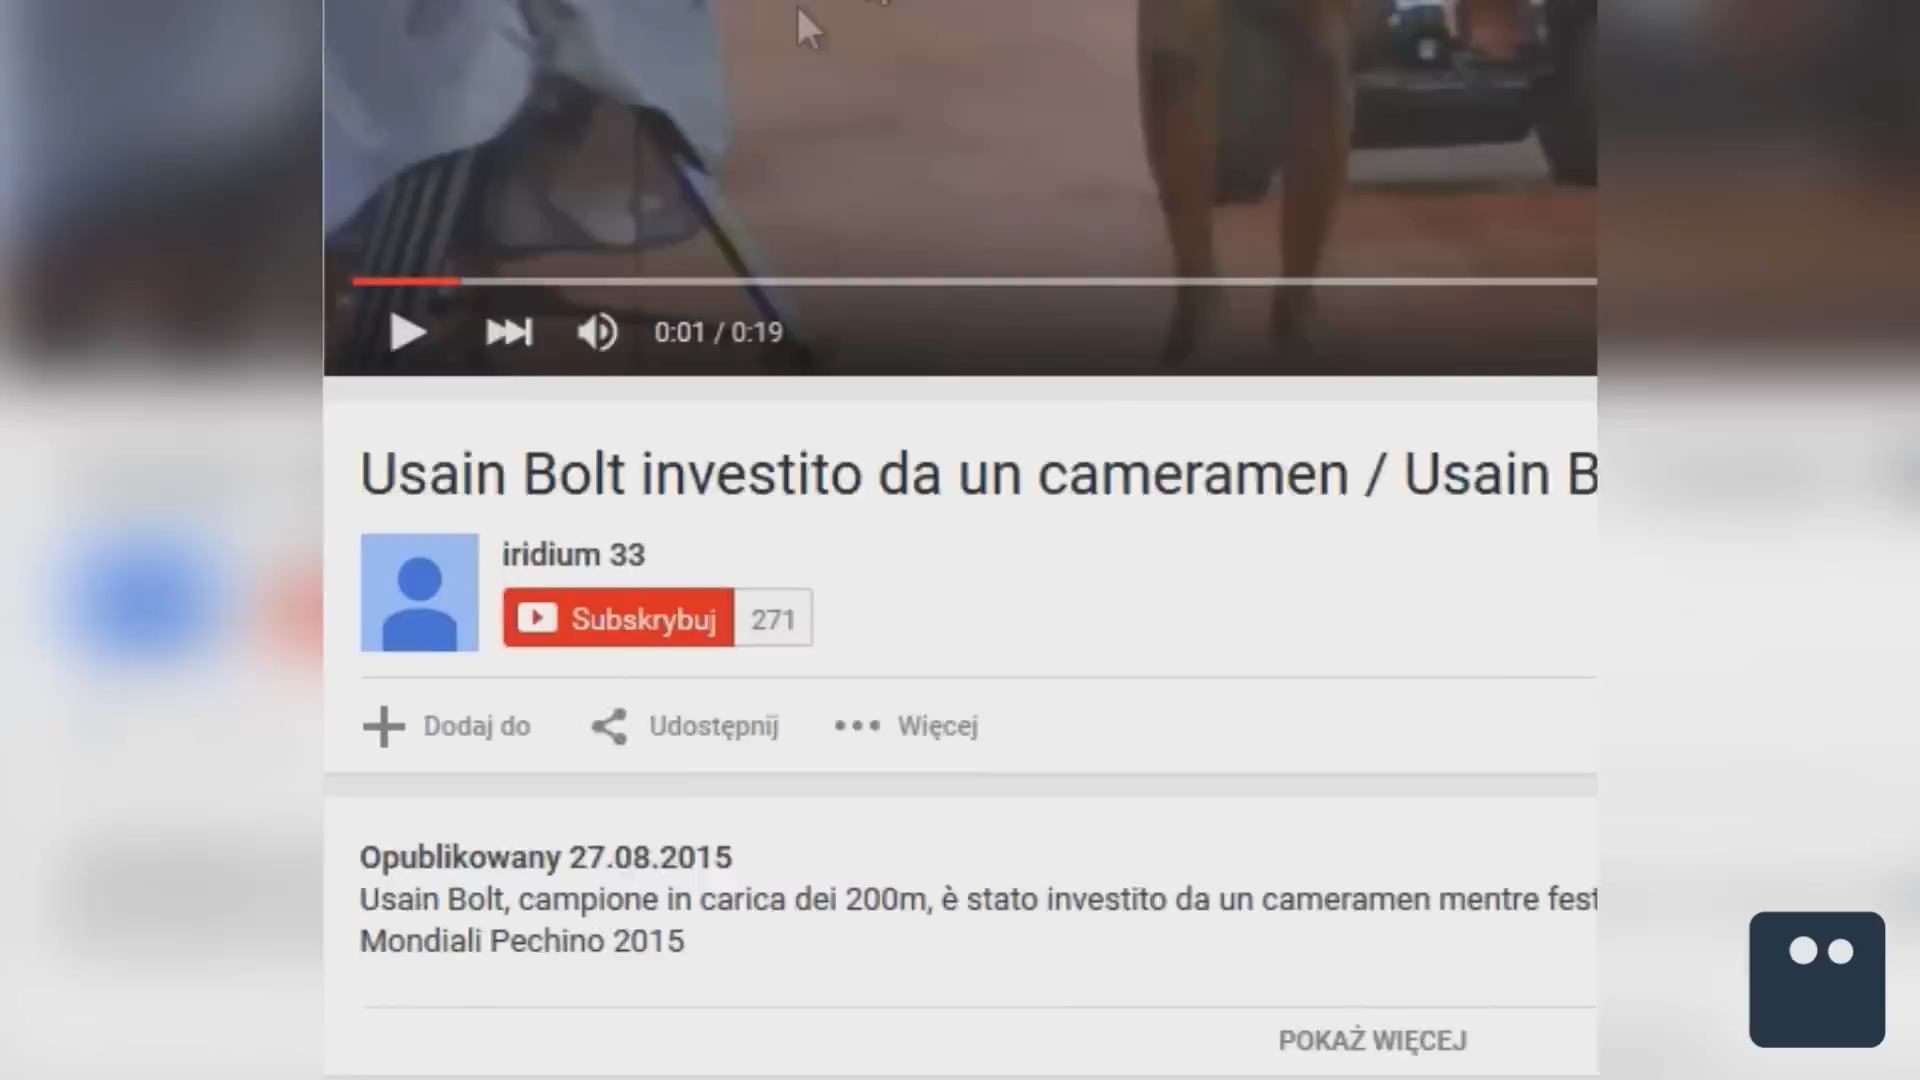 0:01 / 0:19
Usain Bolt investito da un cameramen / Usain B
iridium 33
Subskrybuj 271
Dodaj do Udostępnij Więcej
Opublikowany 27.08.2015
Usain Bolt, campione in carica dei 200m, è stato investito da un cameramen mentre fest
Mondiali Pechino 2015
POKAŻ WIĘCEJ